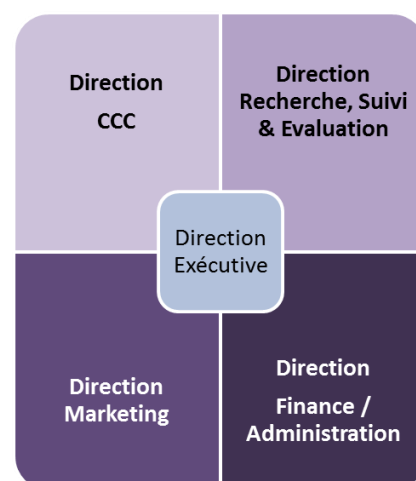 Direction
CCC
Direction
Recherche, Suivi
& Evaluation
Direction
Exécutive
Direction
Marketing
Direction
Finance /
Administration